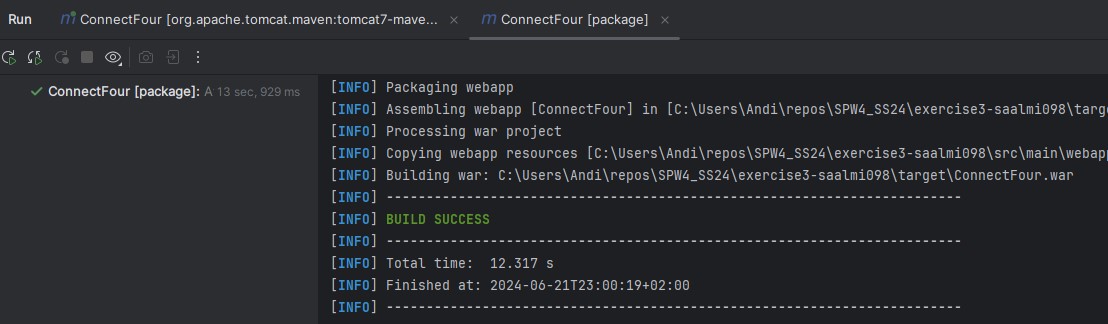 Run
ConnectFour [org.apache.tomcat.maven:tomcat7-mave...
ConnectFour [package]
ConnectFour [package]: A 13 sec, 929 ms
[INFO] Packaging webapp
[INFO] Assembling webapp [ConnectFour] in [C:\Users\Andi\repos\SPW4_SS24\exercise3-saalmi098\targ
[INFO] Processing war project
[INFO] Copying webapp resources [C:\Users\Andi\repos\SPW4_SS24\exercise3-saalmi098\src\main\webapp
[INFO] Building war: C:\Users\Andi\repos\SPW4_SS24\exercise3-saalmi098\target\ConnectFour.war
[INFO] ------------------------------------------------------------------------
[INFO] BUILD SUCCESS
[INFO] ------------------------------------------------------------------------
[INFO] Total time:  12.317 s
[INFO] Finished at: 2024-06-21T23:00:19+02:00
[INFO] ------------------------------------------------------------------------